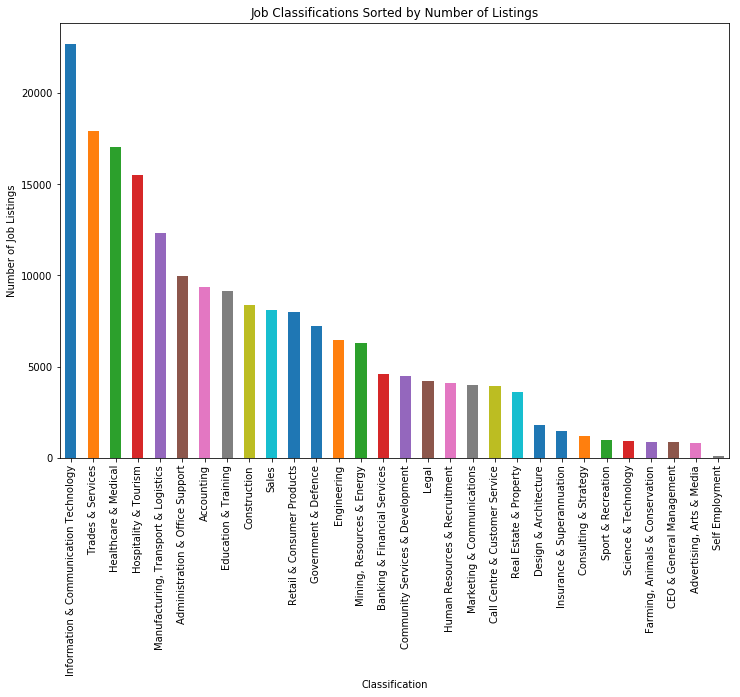 Job Classifications Sorted by Number of Listings
Number of Job Listings
20000
15000
10000
5000
0
Information & Communication Technology
Trades & Services
Healthcare & Medical
Hospitality & Tourism
Manufacturing, Transport & Logistics
Administration & Office Support
Accounting
Education & Training
Construction
Sales
Retail & Consumer Products
Government & Defence
Engineering
Mining, Resources & Energy
Banking & Financial Services
Community Services & Development
Legal
Human Resources & Recruitment
Marketing & Communications
Call Centre & Customer Service
Real Estate & Property
Design & Architecture
Insurance & Superannuation
Consulting & Strategy
Sport & Recreation
Science & Technology
Farming, Animals & Conservation
CEO & General Management
Advertising, Arts & Media
Self Employment
Classification